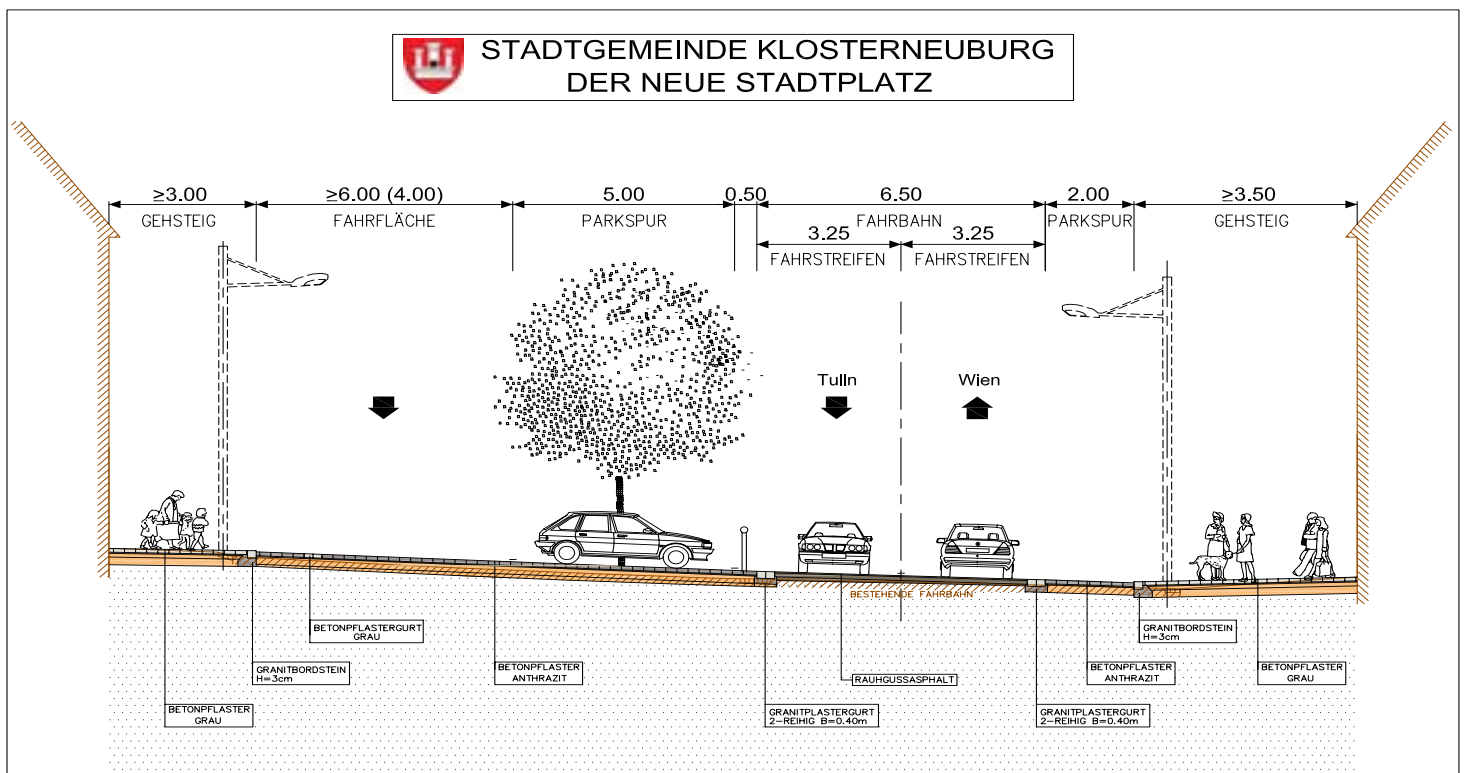 STADTGEMEINDE KLOSTERNEUBURG
DER NEUE STADTPLATZ
≥3.00 ≥6.00 (4.00) 5.00 0.50 6.50 2.00 ≥3.50
GEHSTEIG FAHRFLÄCHE PARKSPUR FAHRBAHN PARKSPUR GEHSTEIG
3.25 3.25
FAHRSTREIFEN FAHRSTREIFEN
Tulln Wien
BESTEHENDE FAHRBAHN
BETONPFLASTERGURT
GRAU
GRANITBORDSTEIN
H=3cm
GRANITBORDSTEIN
H=3cm
BETONPFLASTER
ANTHRAZIT
RAUHGUSSASPHALT
BETONPFLASTER
ANTHRAZIT
BETONPFLASTER
GRAU
BETONPFLASTER
GRAU
GRANITPLASTERGURT
2-REIHIG B=0.40m
GRANITPLASTERGURT
2-REIHIG B=0.40m